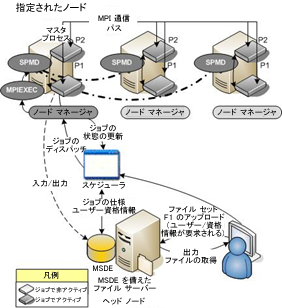 指定されたノード
MPI 通信
パス
マスタ
プロセス
P2
P2
P2
SPMD
SPMD
SPMD
P1
P1
P1
MPIEXEC
ノード マネージャ
ノード マネージャ
ノード マネージャ
ジョブの
状態の更新
ジョブの
ディスパッチ
入力/出力
スケジューラ
ジョブの仕様
ユーザー資格情報
ファイル セット
F1 のアップロード
(ユーザー/資格
情報が要求される)
出力
ファイルの取得
MSDE
MSDE を備えた
ファイル サーバー
ヘッド ノード
凡例
ジョブで非アクティブ
ジョブでアクティブ